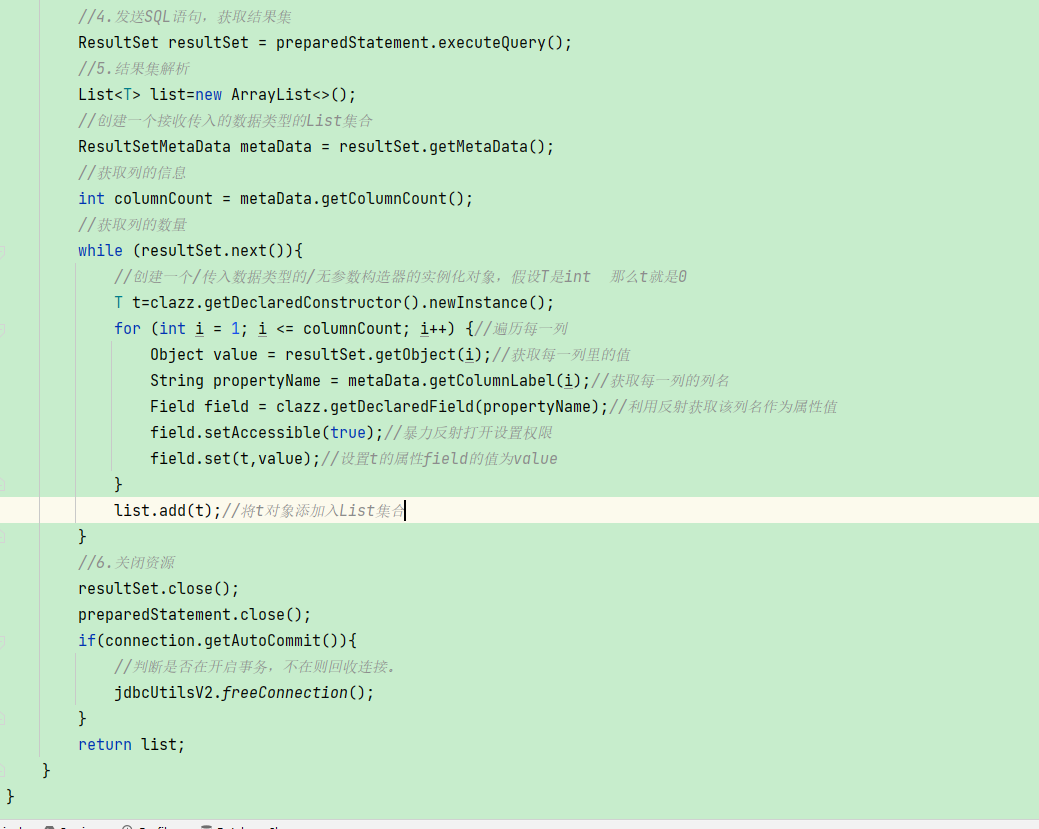 //4.发送SQL语句，获取结果集
ResultSet resultSet = preparedStatement.executeQuery();
//5.结果集解析
List<T> list=new ArrayList<>();
//创建一个接收传入的数据类型的List集合
ResultSetMetaData metaData = resultSet.getMetaData();
//获取列的信息
int columnCount = metaData.getColumnCount();
//获取列的数量
while (resultSet.next()){
//创建一个/传入数据类型的/无参数构造器的实例化对象，假设T是int  那么t就是0
T t=clazz.getDeclaredConstructor().newInstance();
for (int i = 1; i <= columnCount; i++) {//遍历每一列
Object value = resultSet.getObject(i);//获取每一列里的值
String propertyName = metaData.getColumnLabel(i);//获取每一列的列名
Field field = clazz.getDeclaredField(propertyName);//利用反射获取该列名作为属性值
field.setAccessible(true);//暴力反射打开设置权限
field.set(t,value);//设置t的属性field的值为value
}
list.add(t);//将t对象添加入List集合
}
//6.关闭资源
resultSet.close();
preparedStatement.close();
if(connection.getAutoCommit()){
//判断是否在开启事务，不在则回收连接.
jdbcUtilsV2.freeConnection();
}
return list;
}
}